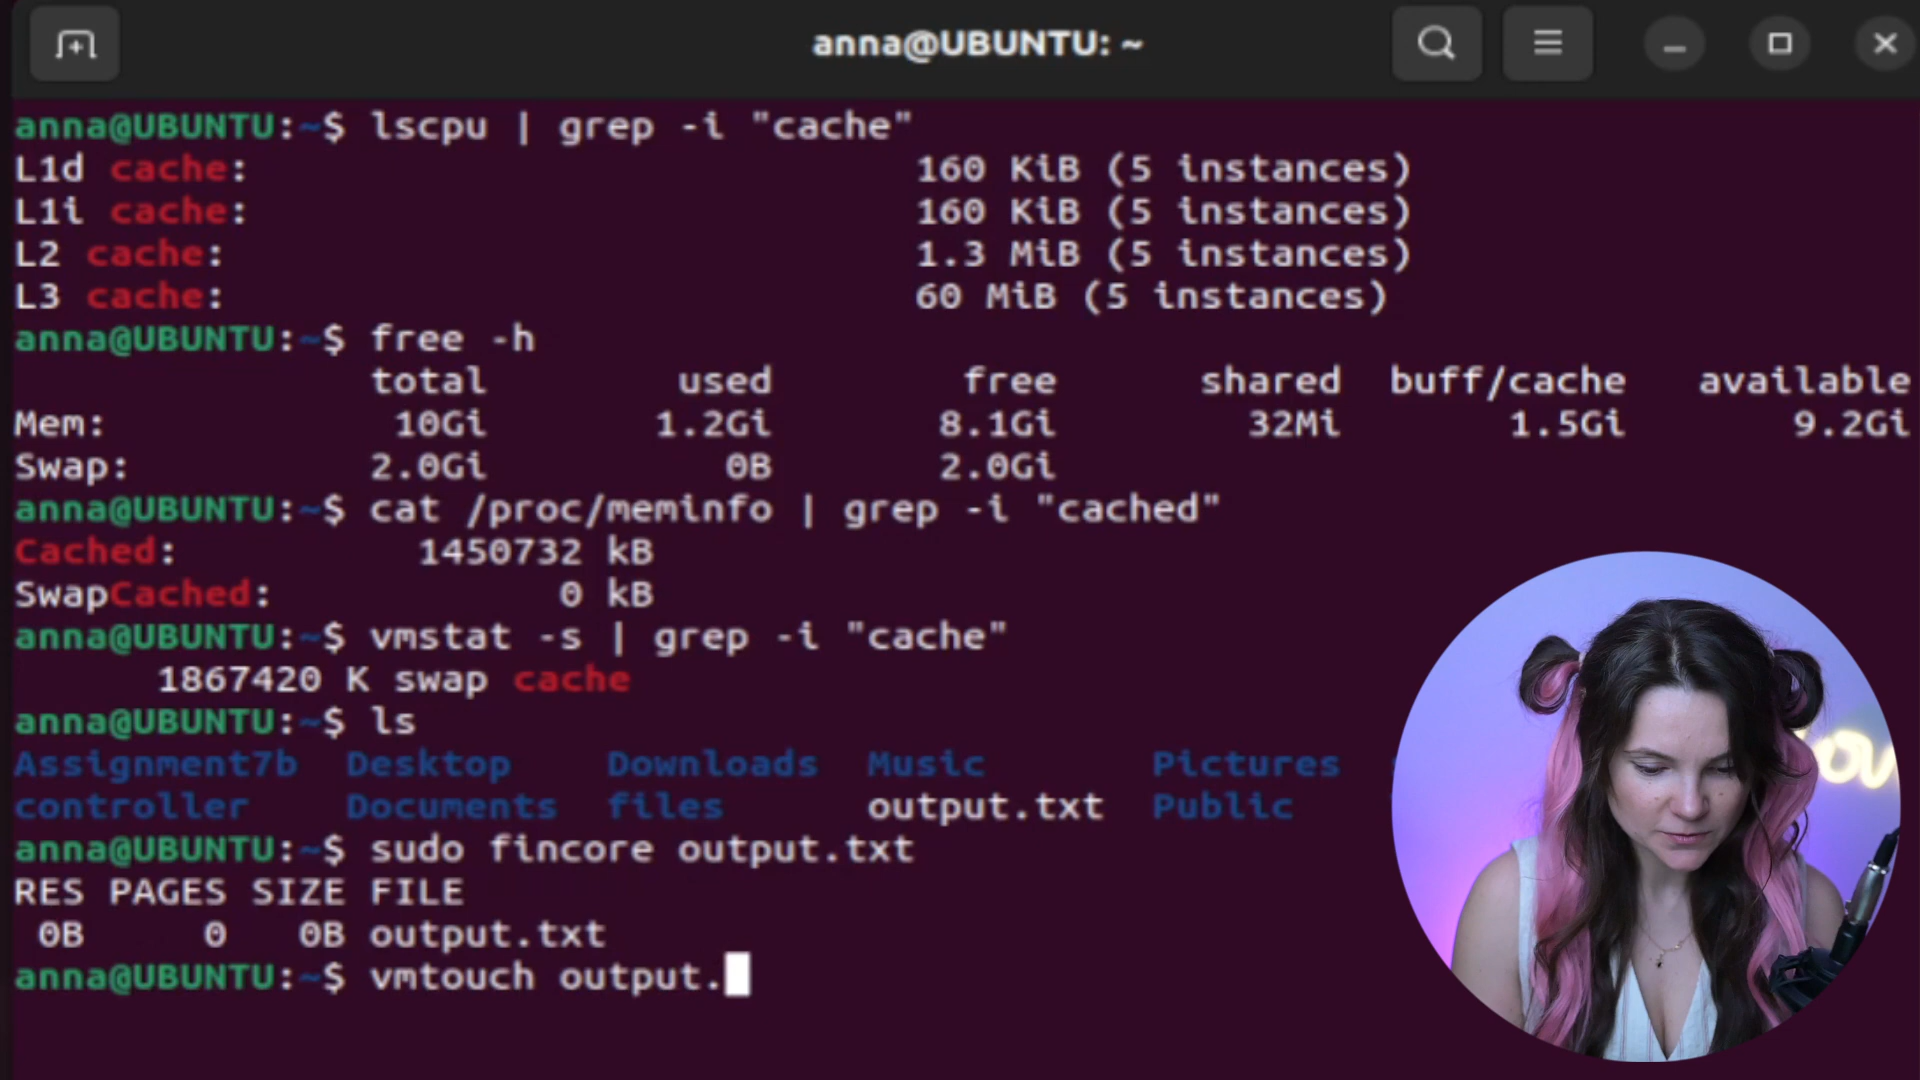 anna@UBUNTU: ~
anna@UBUNTU:~$ lscpu | grep -i "cache"
L1d cache: 160 KiB (5 instances)
L1i cache: 160 KiB (5 instances)
L2 cache: 1.3 MiB (5 instances)
L3 cache: 60 MiB (5 instances)
anna@UBUNTU:~$ free -h
total used free shared buff/cache available
Mem: 10Gi 1.2Gi 8.1Gi 32Mi 1.5Gi 9.2Gi
Swap: 2.0Gi 0B 2.0Gi
anna@UBUNTU:~$ cat /proc/meminfo | grep -i "cached"
Cached: 1450732 kB
SwapCached: 0 kB
anna@UBUNTU:~$ vmstat -s | grep -i "cache"
1867420 K swap cache
anna@UBUNTU:~$ ls
Assignment7b Desktop Downloads Music Pictures
controller Documents files output.txt Public
anna@UBUNTU:~$ sudo fincore output.txt
RES PAGES SIZE FILE
0B 0 0B output.txt
anna@UBUNTU:~$ vmtouch output.